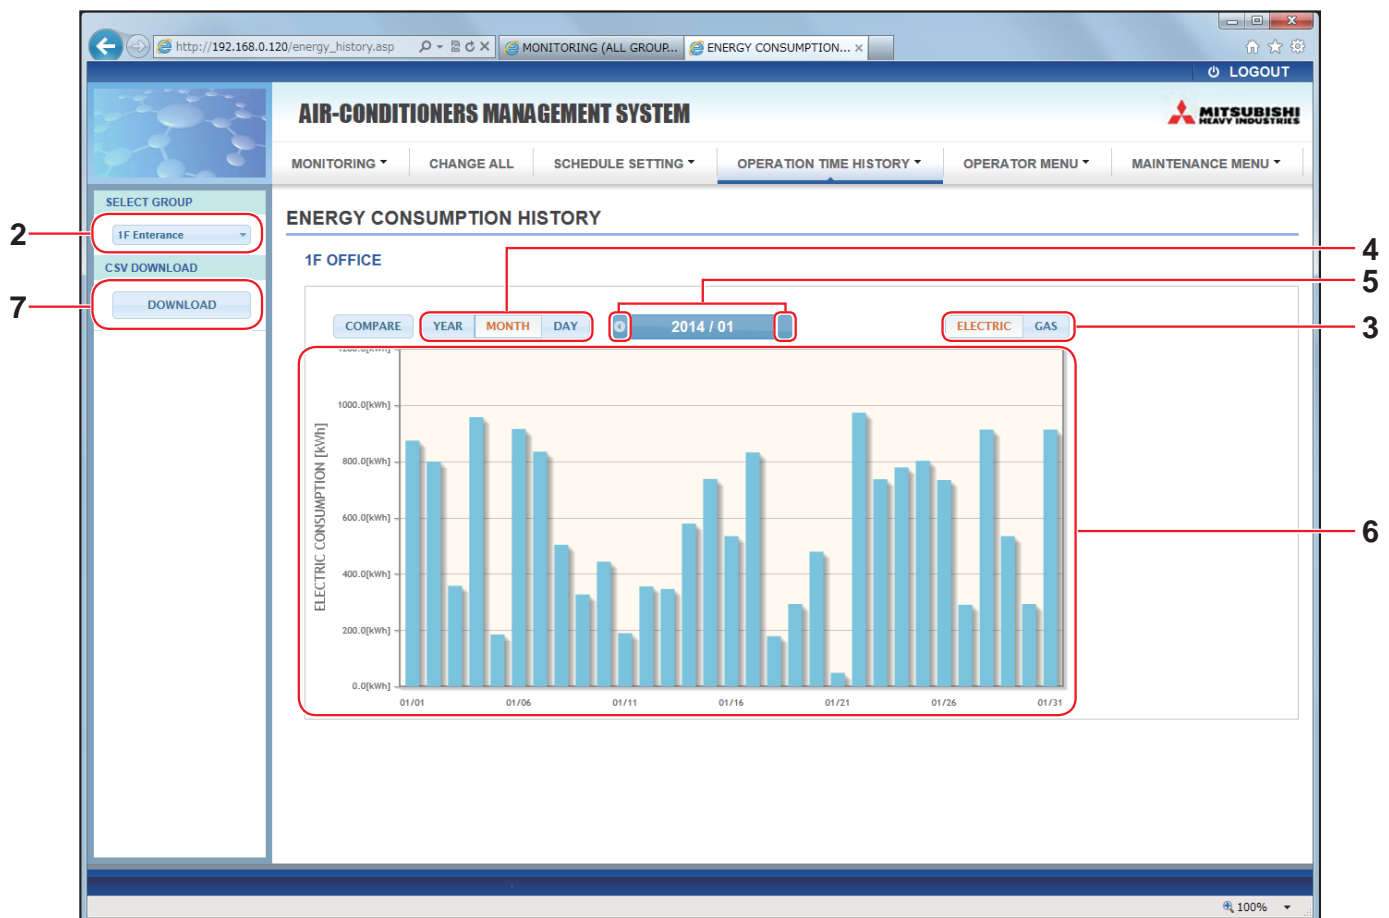 http://192.168.0.120/energy_history.asp
MONITORING (ALL GROUP...
ENERGY CONSUMPTION...
LOGOUT
AIR-CONDITIONERS MANAGEMENT SYSTEM
MITSUBISHI
HEAVY INDUSTRIES
MONITORING CHANGE ALL SCHEDULE SETTING OPERATION TIME HISTORY OPERATOR MENU MAINTENANCE MENU
SELECT GROUP
2
1F Enterance
CSV DOWNLOAD
7
DOWNLOAD
ENERGY CONSUMPTION HISTORY
1F OFFICE
4
5
COMPARE YEAR MONTH DAY 2014 / 01 ELECTRIC GAS
3
1200.0[kWh]
1000.0[kWh]
800.0[kWh]
600.0[kWh]
400.0[kWh]
200.0[kWh]
0.0[kWh]
ELECTRIC CONSUMPTION [kWh]
6
01/01 01/06 01/11 01/16 01/21 01/26 01/31
100%